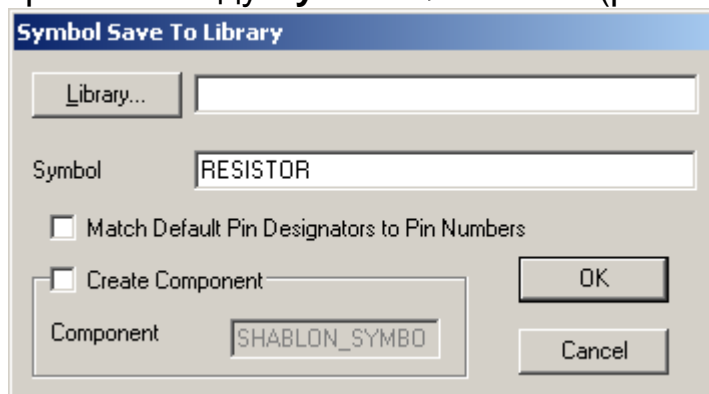 Symbol Save To Library
Library...
Symbol RESISTOR
Match Default Pin Designators to Pin Numbers
Create Component
OK
Component SHABLON_SYMBO
Cancel